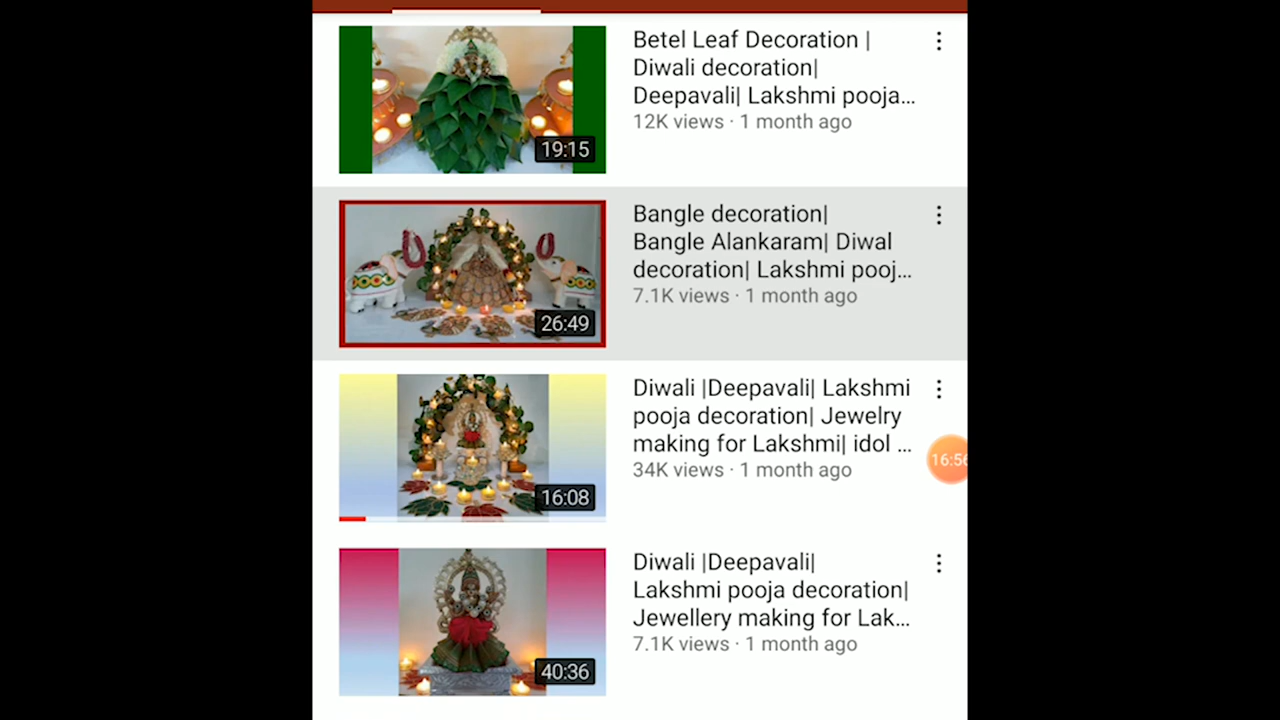 Betel Leaf Decoration |
Diwali decoration|
Deepavali| Lakshmi pooja...
12K views · 1 month ago
19:15
Bangle decoration|
Bangle Alankaram| Diwal
decoration| Lakshmi pooj...
7.1K views · 1 month ago
26:49
Diwali |Deepavali| Lakshmi
pooja decoration| Jewelry
making for Lakshmi| idol ...
34K views · 1 month ago
16:08
16:56
Diwali |Deepavali|
Lakshmi pooja decoration|
Jewellery making for Lak...
7.1K views · 1 month ago
40:36